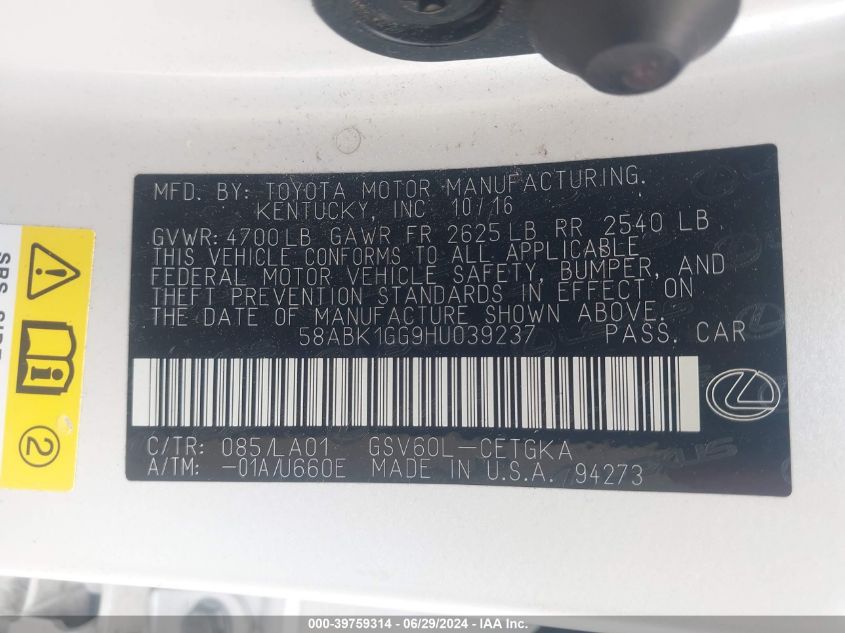 MFD. BY: TOYOTA MOTOR MANUFACTURING.
KENTUCKY, INC 10/16
GVWR: 4700LB GAWR FR 2625LB RR 2540 LB
THIS VEHICLE CONFORMS TO ALL APPLICABLE
FEDERAL MOTOR VEHICLE SAFETY, BUMPER, AND
THEFT PREVENTION STANDARDS IN EFFECT ON
THE DATE OF MANUFACTURE SHOWN ABOVE.
58ABK1GG9HU039237 PASS. CAR
C/TR: 085/LA01 GSV60L-CETGKA
A/TM: -01A/U660E MADE IN U.S.A. 94273
SRS SIDE
2
000-39759314 - 06/29/2024 - IAA Inc.